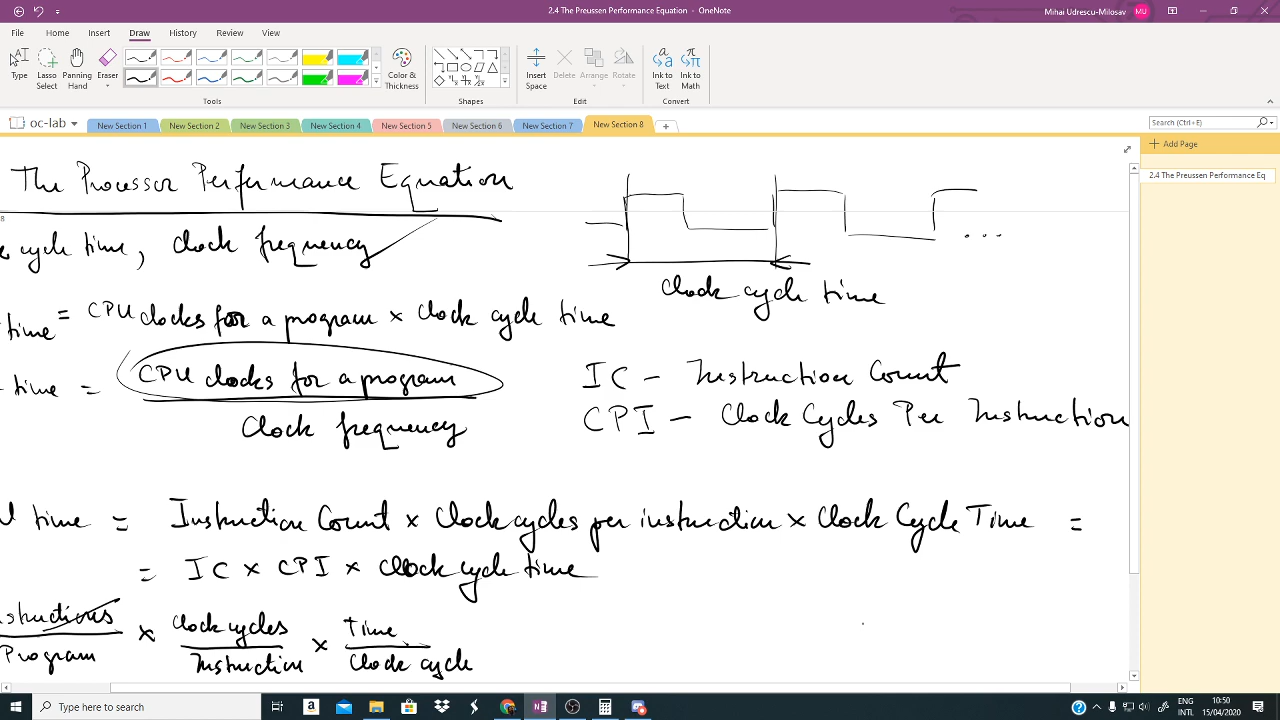 2.4 The Preussen Performance Equation - OneNote
Mihai Udrescu-Milosav MU
File Home Insert Draw History Review View
Type Lasso Select Panning Hand Eraser Color & Thickness Insert Space Delete Arrange Rotate Ink to Text Ink to Math
Tools Shapes Edit Convert
oc-lab New Section 1 New Section 2 New Section 3 New Section 4 New Section 5 New Section 6 New Section 7 New Section 8 Search (Ctrl+E)
Add Page
2.4 The Preussen Performance Eq
The Processor Performance Equation
cycle time, clock frequency
clock cycle time
time = CPU clocks for a program × clock cycle time
time = CPU clocks for a program
Clock frequency
IC – Instruction Count
CPI – Clock Cycles Per Instruction
time = Instruction Count × Clock cycles per instruction × Clock Cycle Time =
= IC × CPI × Clock cycle time
structions × Clock cycles × Time
Program Instruction Clock cycle
Type here to search
ENG INTL 10:50 15/04/2020